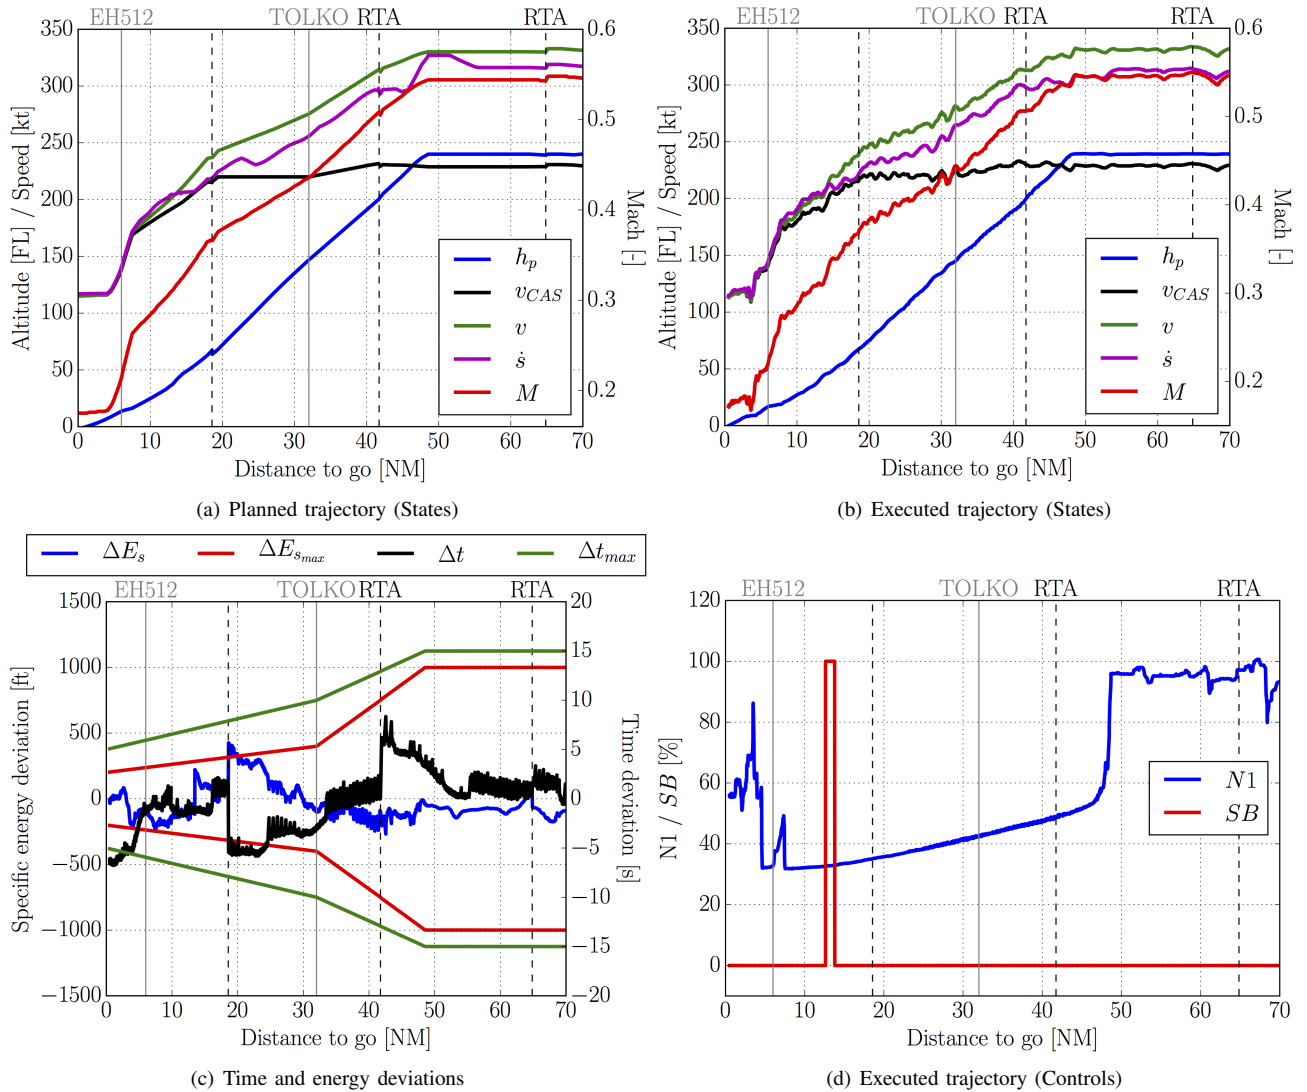 EH512 TOLKO RTA RTA
350 300 250 200 150 100 50 0
Altitude [FL] / Speed [kt]
0.6 0.5 0.4 0.3 0.2
Mach [-]
h_p
v_CAS
v
ṡ
M
0 10 20 30 40 50 60 70
Distance to go [NM]
(a) Planned trajectory (States)
EH512 TOLKO RTA RTA
350 300 250 200 150 100 50 0
Altitude [FL] / Speed [kt]
0.6 0.5 0.4 0.3 0.2
Mach [-]
h_p
v_CAS
v
ṡ
M
0 10 20 30 40 50 60 70
Distance to go [NM]
(b) Executed trajectory (States)
ΔE_s ΔE_s_max Δt Δt_max
EH512 TOLKO RTA RTA
1500 1000 500 0 −500 −1000 −1500
Specific energy deviation [ft]
20 15 10 5 0 −5 −10 −15 −20
Time deviation [s]
0 10 20 30 40 50 60 70
Distance to go [NM]
(c) Time and energy deviations
EH512 TOLKO RTA RTA
120 100 80 60 40 20 0
N1 / SB [%]
N1
SB
0 10 20 30 40 50 60 70
Distance to go [NM]
(d) Executed trajectory (Controls)